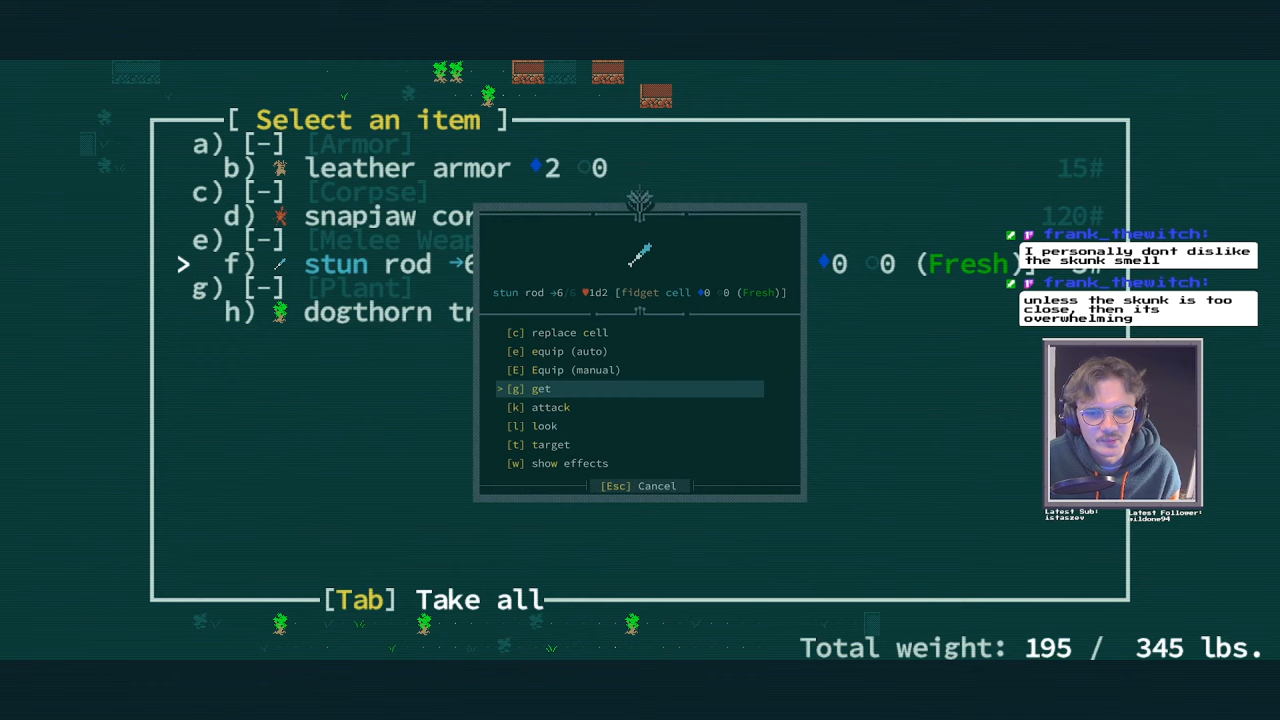 [ Select an item ]
a) [-] [Armor]
b) leather armor ♦2 ○0 15#
c) [-] [Corpse]
d) snapjaw cor 120#
e) [-] [Melee Weap
> f) stun rod →6 ♦0 ○0 (Fresh)]
g) [-] [Plant]
h) dogthorn tr
stun rod →6/6 ♥1d2 [fidget cell ♦0 ○0 (Fresh)]
[c] replace cell
[e] equip (auto)
[E] Equip (manual)
> [g] get
[k] attack
[l] look
[t] target
[w] show effects
[Esc] Cancel
[Tab] Take all
Total weight: 195 / 345 lbs.
frank_thewitch:
I personally dont dislike
the skunk smell
frank_thewitch:
unless the skunk is too
close, then its
overwhelming
Latest Sub:
istaszev
Latest Follower: